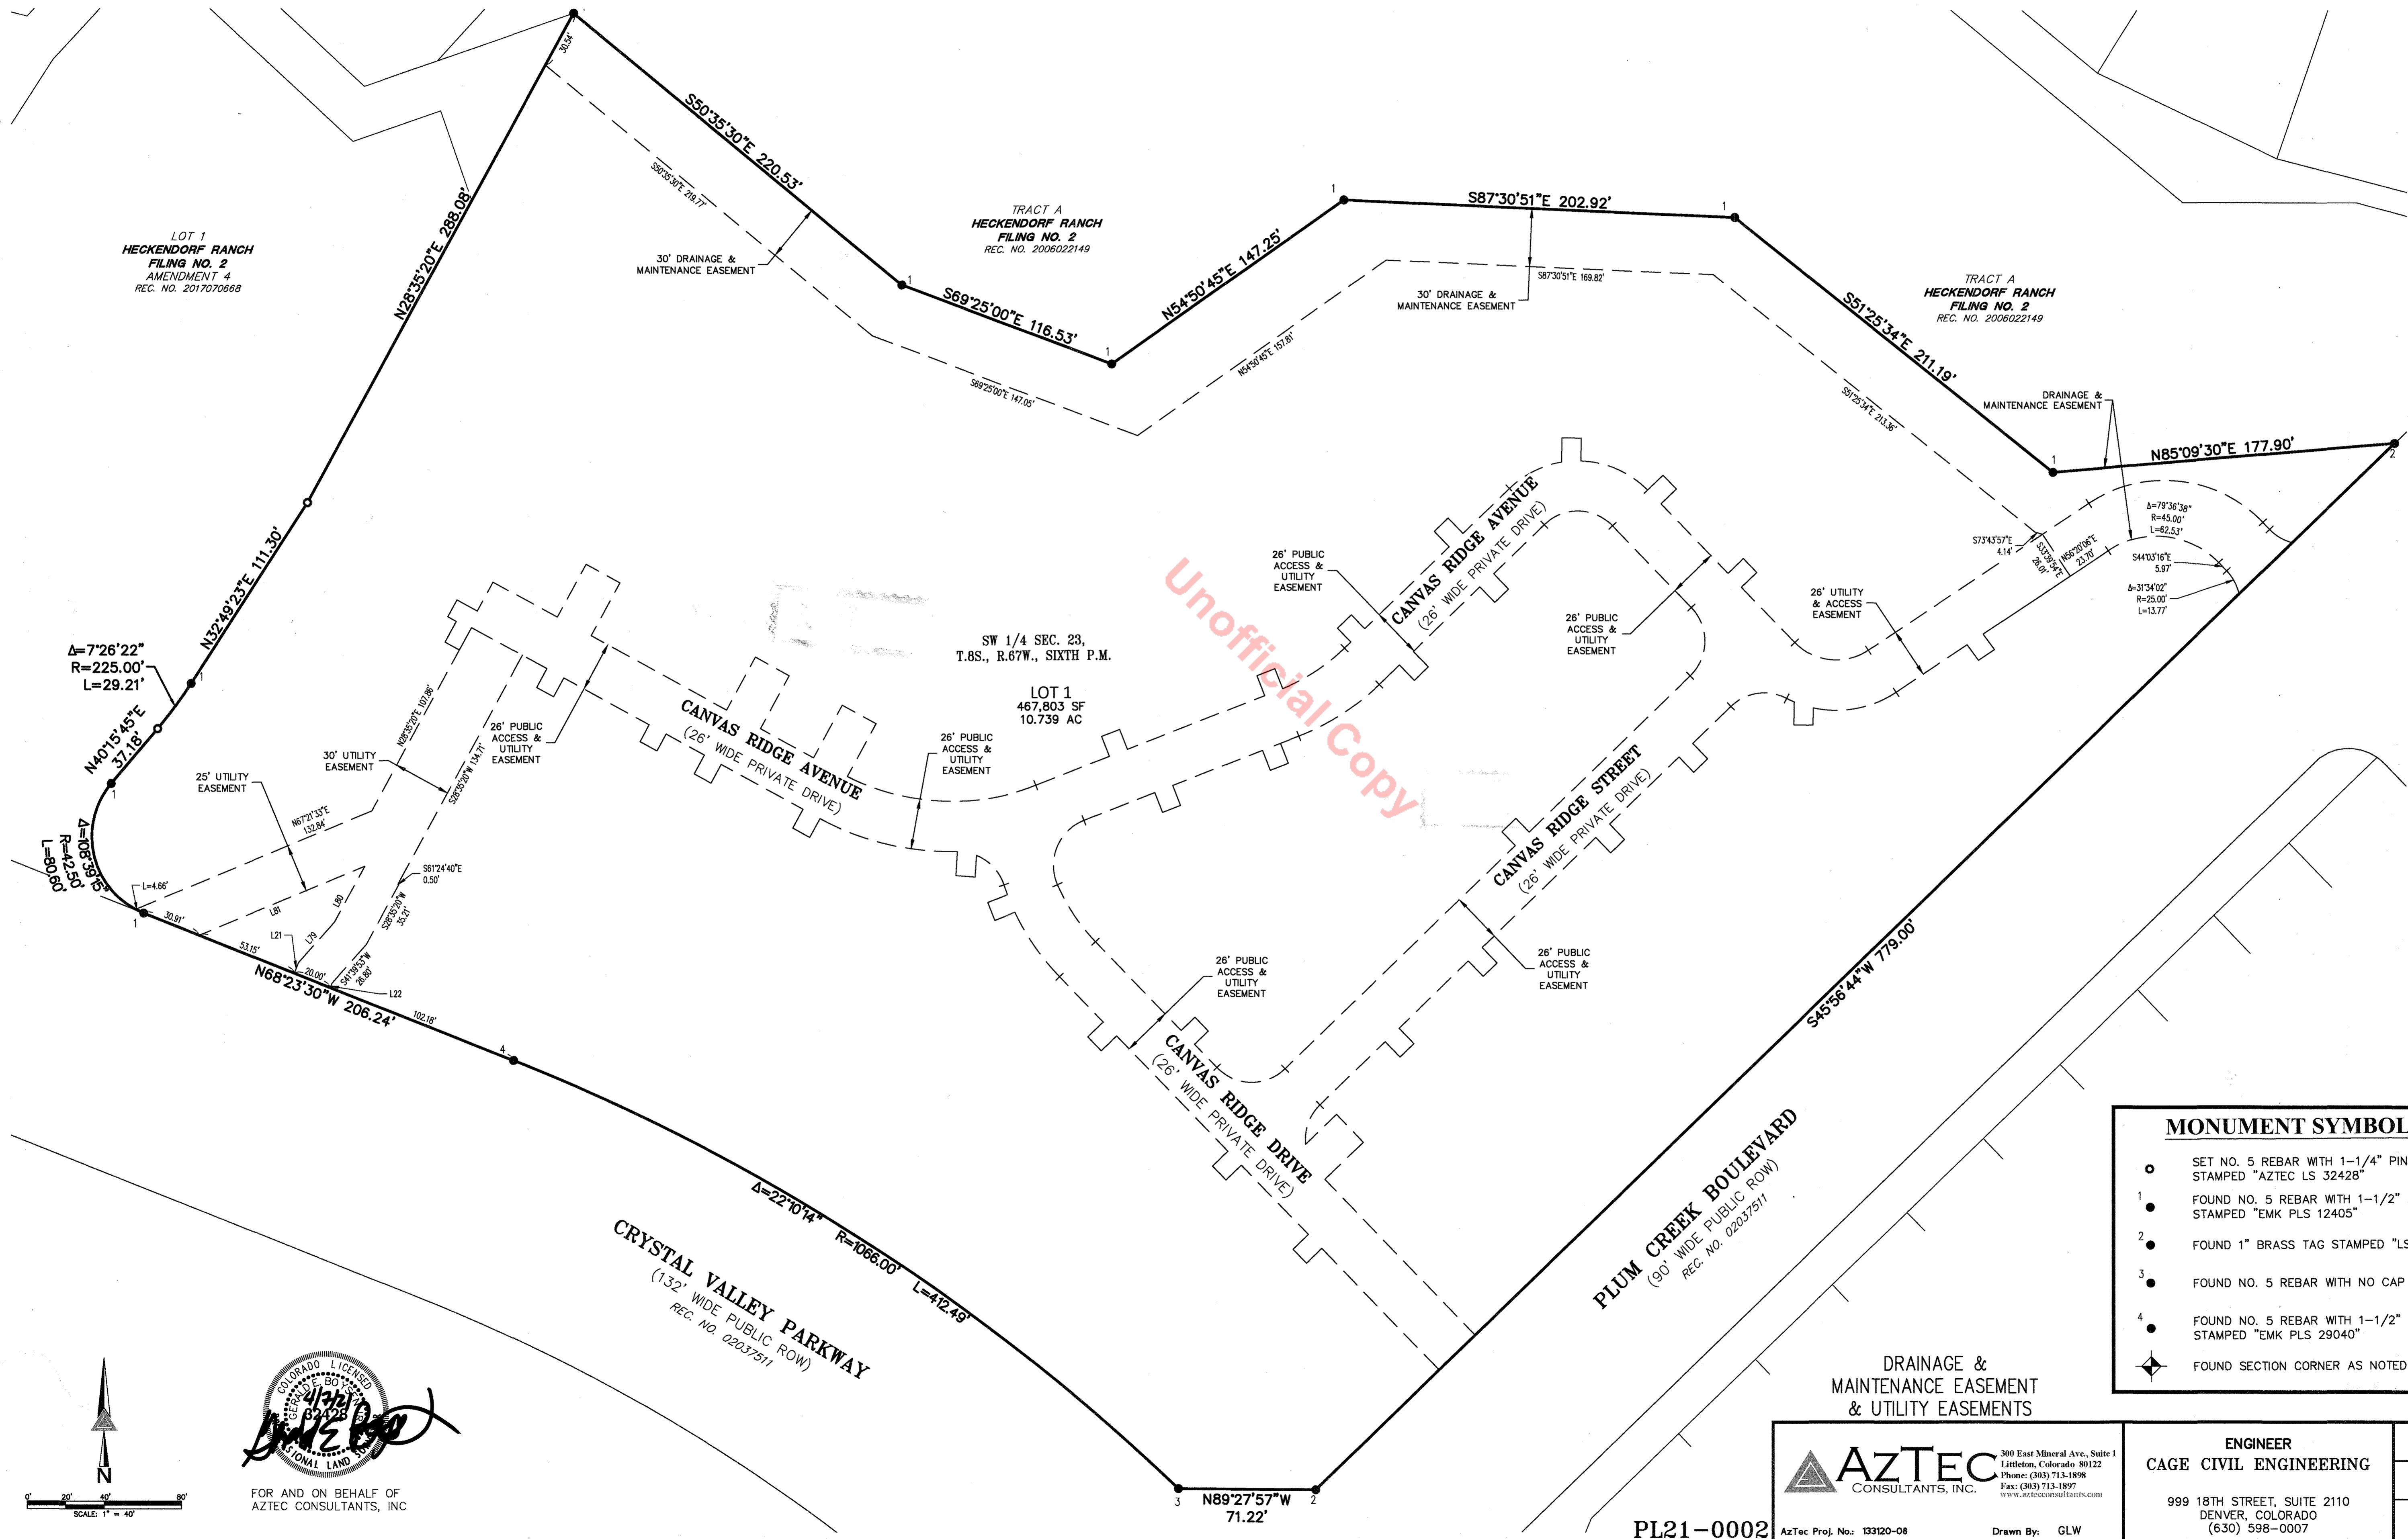 30.54'
S50°35'30"E 220.53'
S50°35'30"E 219.77'
N28°35'20"E 288.08'
LOT 1
HECKENDORF RANCH
FILING NO. 2
AMENDMENT 4
REC. NO. 2017070668
30' DRAINAGE &
MAINTENANCE EASEMENT
TRACT A
HECKENDORF RANCH
FILING NO. 2
REC. NO. 2006022149
1
S69°25'00"E 116.53'
S69°25'00"E 147.05'
1
N54°50'45"E 147.25'
N54°50'45"E 157.81'
1
S87°30'51"E 202.92'
S87°30'51"E 169.82'
30' DRAINAGE &
MAINTENANCE EASEMENT
1
S51°25'34"E 211.19'
S51°25'34"E 213.36'
TRACT A
HECKENDORF RANCH
FILING NO. 2
REC. NO. 2006022149
DRAINAGE &
MAINTENANCE EASEMENT
1
N85°09'30"E 177.90'
2
Δ=79°36'38"
R=45.00'
L=62.53'
S73°43'57"E
4.14'
S33°39'54"E
26.01'
N56°20'06"E
23.70'
S44°03'16"E
5.97'
Δ=31°34'02"
R=25.00'
L=13.77'
N32°49'23"E 111.30'
Δ=7°26'22"
R=225.00'
L=29.21'
1
N40°15'45"E
37.18'
1
Δ=108°39'15"
R=42.50'
L=80.60'
L=4.66'
1
25' UTILITY
EASEMENT
30' UTILITY
EASEMENT
N28°35'20"E 107.86'
S28°35'20"W 134.71'
N67°21'33"E
132.84'
S61°24'40"E
0.50'
S28°35'20"W
35.21'
L80
L81
L79
L21
30.91'
53.15'
20.00'
S41°39'53"W
26.80'
L22
102.18'
N68°23'30"W 206.24'
4
26' PUBLIC
ACCESS &
UTILITY
EASEMENT
CANVAS RIDGE AVENUE
(26' WIDE PRIVATE DRIVE)
26' PUBLIC
ACCESS &
UTILITY
EASEMENT
SW 1/4 SEC. 23,
T.8S., R.67W., SIXTH P.M.
LOT 1
467,803 SF
10.739 AC
Unofficial Copy
26' PUBLIC
ACCESS &
UTILITY
EASEMENT
CANVAS RIDGE AVENUE
(26' WIDE PRIVATE DRIVE)
26' PUBLIC
ACCESS &
UTILITY
EASEMENT
26' UTILITY
& ACCESS
EASEMENT
CANVAS RIDGE STREET
(26' WIDE PRIVATE DRIVE)
26' PUBLIC
ACCESS &
UTILITY
EASEMENT
26' PUBLIC
ACCESS &
UTILITY
EASEMENT
CANVAS RIDGE DRIVE
(26' WIDE PRIVATE DRIVE)
S45°56'44"W 779.00'
PLUM CREEK BOULEVARD
(90' WIDE PUBLIC ROW)
REC. NO. 02037511
Δ=22°10'14"
R=1066.00'
L=412.49'
CRYSTAL VALLEY PARKWAY
(132' WIDE PUBLIC ROW)
REC. NO. 02037511
3
N89°27'57"W
71.22'
2
MONUMENT SYMBOL
SET NO. 5 REBAR WITH 1-1/4" PIN
STAMPED "AZTEC LS 32428"
1
FOUND NO. 5 REBAR WITH 1-1/2"
STAMPED "EMK PLS 12405"
2
FOUND 1" BRASS TAG STAMPED "LS
3
FOUND NO. 5 REBAR WITH NO CAP
4
FOUND NO. 5 REBAR WITH 1-1/2"
STAMPED "EMK PLS 29040"
FOUND SECTION CORNER AS NOTED
N
0' 20' 40' 80'
SCALE: 1" = 40'
COLORADO LICENSED
GERALD E. BOYSEN
4/7/21
32428
SIONAL LAND
FOR AND ON BEHALF OF
AZTEC CONSULTANTS, INC
DRAINAGE &
MAINTENANCE EASEMENT
& UTILITY EASEMENTS
PL21-0002
AZTEC
CONSULTANTS, INC.
300 East Mineral Ave., Suite 1
Littleton, Colorado 80122
Phone: (303) 713-1898
Fax: (303) 713-1897
www.aztecconsultants.com
AzTec Proj. No.: 133120-08
Drawn By: GLW
ENGINEER
CAGE CIVIL ENGINEERING
999 18TH STREET, SUITE 2110
DENVER, COLORADO
(630) 598-0007